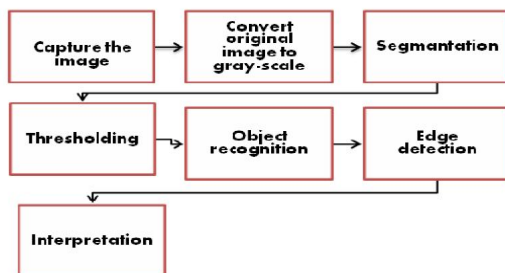 Capture the
image
Convert
original
image to
gray-scale
Segmantation
Thresholding
Object
recognition
Edge
detection
Interpretation